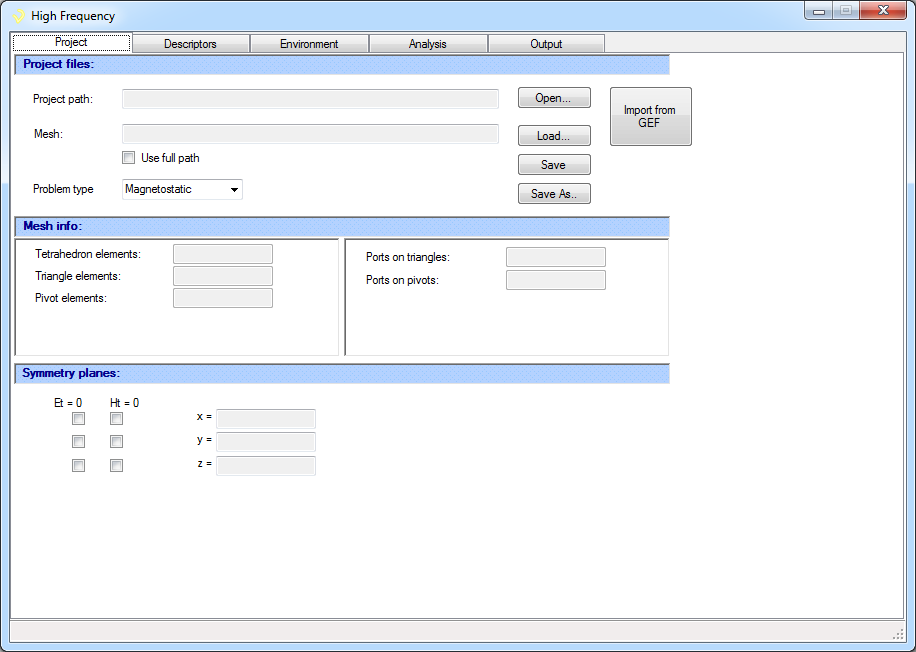 High Frequency
Project Descriptors Environment Analysis Output
Project files:
Project path: Open... Import from
GEF
Mesh: Load...
Use full path
Save
Problem type Magnetostatic Save As..
Mesh info:
Tetrahedron elements: Ports on triangles:
Triangle elements: Ports on pivots:
Pivot elements:
Symmetry planes:
Et = 0 Ht = 0
x =
y =
z =